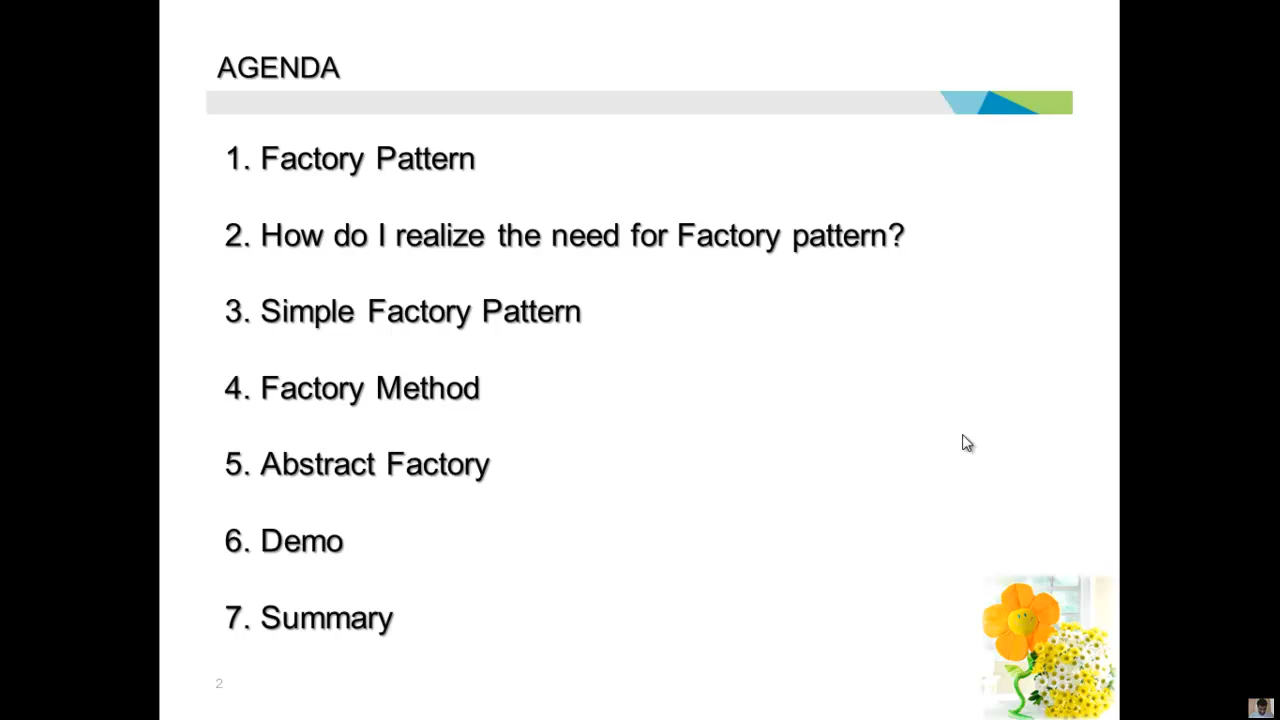 AGENDA
1. Factory Pattern
2. How do I realize the need for Factory pattern?
3. Simple Factory Pattern
4. Factory Method
5. Abstract Factory
6. Demo
7. Summary
2